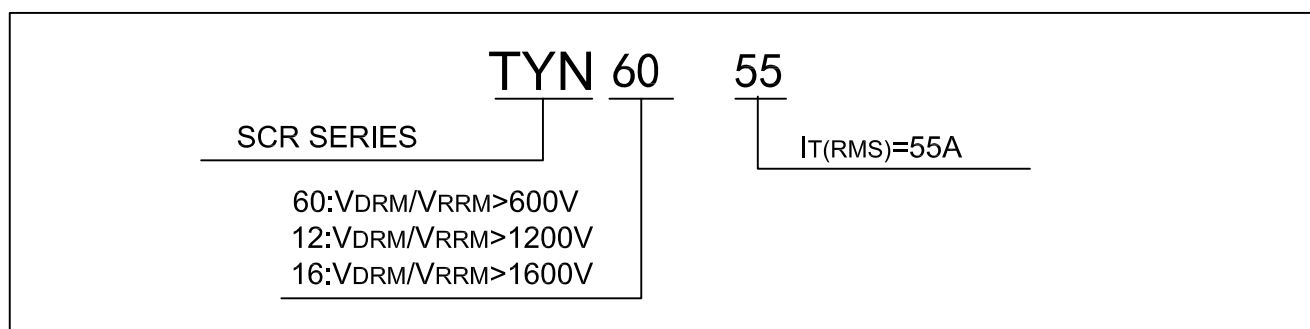 TYN 60 55
SCR SERIES
IT(RMS)=55A
60:VDRM/VRRM>600V
12:VDRM/VRRM>1200V
16:VDRM/VRRM>1600V